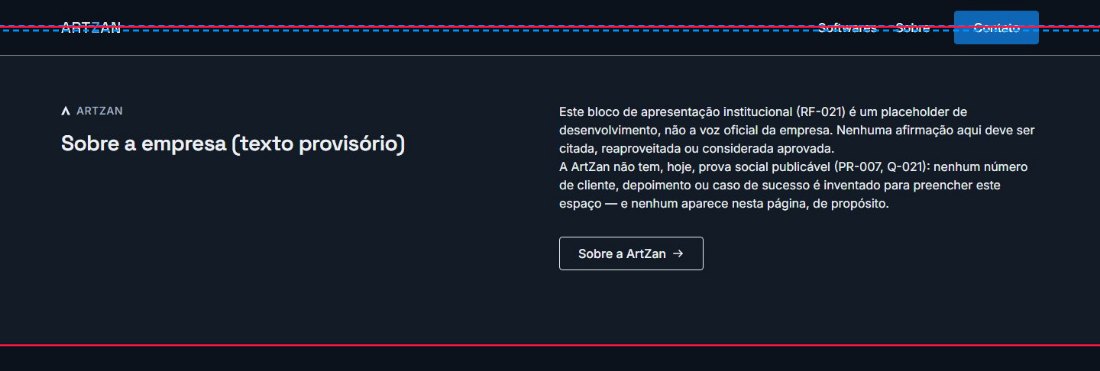 ARTZAN
Softwares Sobre Contato
ARTZAN
Sobre a empresa (texto provisório)
Este bloco de apresentação institucional (RF-021) é um placeholder de
desenvolvimento, não a voz oficial da empresa. Nenhuma afirmação aqui deve ser
citada, reaproveitada ou considerada aprovada.
A ArtZan não tem, hoje, prova social publicável (PR-007, Q-021): nenhum número
de cliente, depoimento ou caso de sucesso é inventado para preencher este
espaço — e nenhum aparece nesta página, de propósito.
Sobre a ArtZan →